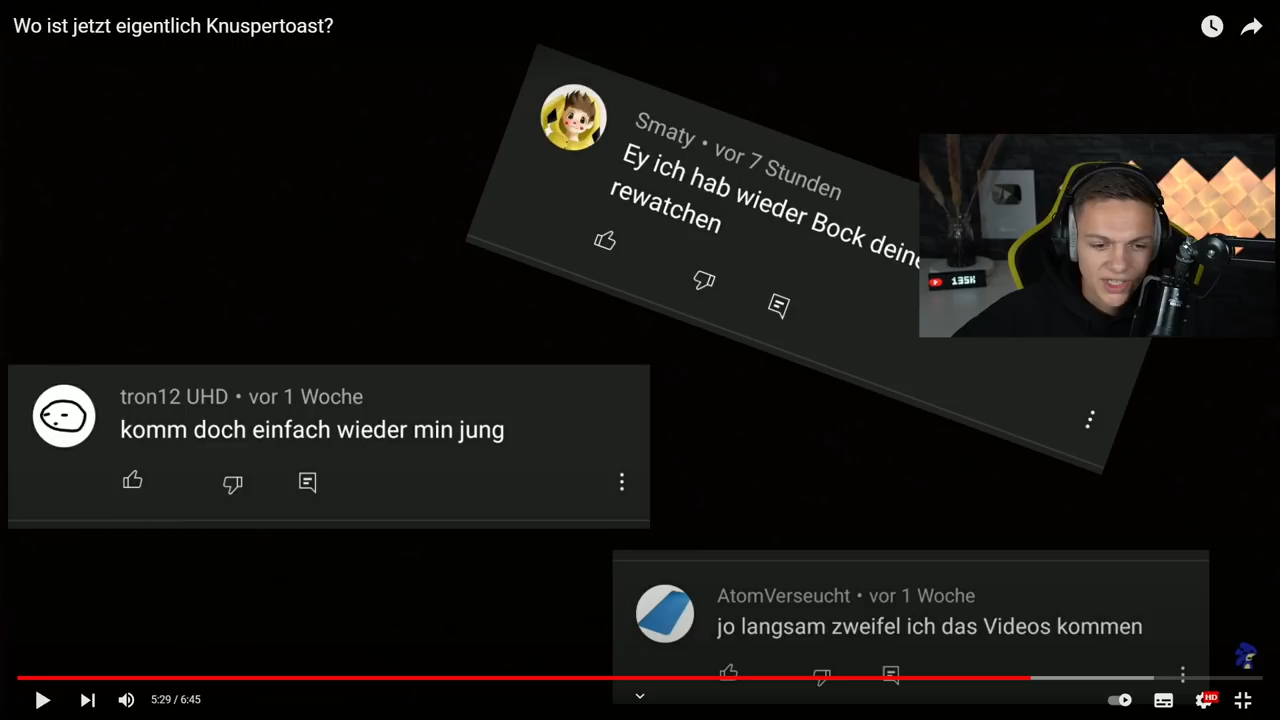 Wo ist jetzt eigentlich Knuspertoast?
Smaty • vor 7 Stunden
Ey ich hab wieder Bock deine
rewatchen
135K
tron12 UHD • vor 1 Woche
komm doch einfach wieder min jung
AtomVerseucht • vor 1 Woche
jo langsam zweifel ich das Videos kommen
5:29 / 6:45
HD